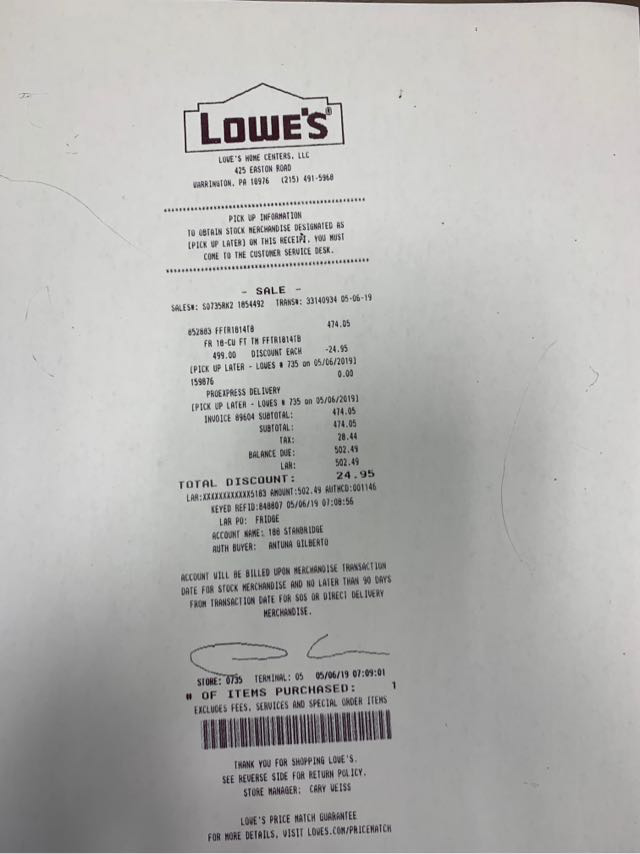 LOWE'S®
LOWE'S HOME CENTERS, LLC
425 EASTON ROAD
WARRINGTON, PA 18976 (215) 491-5960
****************************************
PICK UP INFORMATION
TO OBTAIN STOCK MERCHANDISE DESIGNATED AS
[PICK UP LATER] ON THIS RECEIPT, YOU MUST
COME TO THE CUSTOMER SERVICE DESK.
****************************************
- SALE -
SALES#: S0735RK2 1854492 TRANS#: 33140934 05-06-19
852883 FFTR1814TB 474.05
FR 18-CU FT TM FFTR1814TB
499.00 DISCOUNT EACH -24.95
[PICK UP LATER - LOWES # 735 on 05/06/2019]
159876 0.00
PROEXPRESS DELIVERY
[PICK UP LATER - LOWES # 735 on 05/06/2019]
INVOICE 89604 SUBTOTAL: 474.05
SUBTOTAL: 474.05
TAX: 28.44
BALANCE DUE: 502.49
LAR: 502.49
TOTAL DISCOUNT: 24.95
LAR:XXXXXXXXXXXX5183 AMOUNT:502.49 AUTHCD:001146
KEYED REFID:848807 05/06/19 07:08:56
LAR PO: FRIDGE
ACCOUNT NAME: 188 STANBRIDGE
AUTH BUYER: ANTUNA GILBERTO
ACCOUNT WILL BE BILLED UPON MERCHANDISE TRANSACTION
DATE FOR STOCK MERCHANDISE AND NO LATER THAN 90 DAYS
FROM TRANSACTION DATE FOR SOS OR DIRECT DELIVERY
MERCHANDISE.
STORE: 0735 TERMINAL: 05 05/06/19 07:09:01
# OF ITEMS PURCHASED: 1
EXCLUDES FEES, SERVICES AND SPECIAL ORDER ITEMS
THANK YOU FOR SHOPPING LOWE'S.
SEE REVERSE SIDE FOR RETURN POLICY.
STORE MANAGER: CARY WEISS
LOWE'S PRICE MATCH GUARANTEE
FOR MORE DETAILS, VISIT LOWES.COM/PRICEMATCH